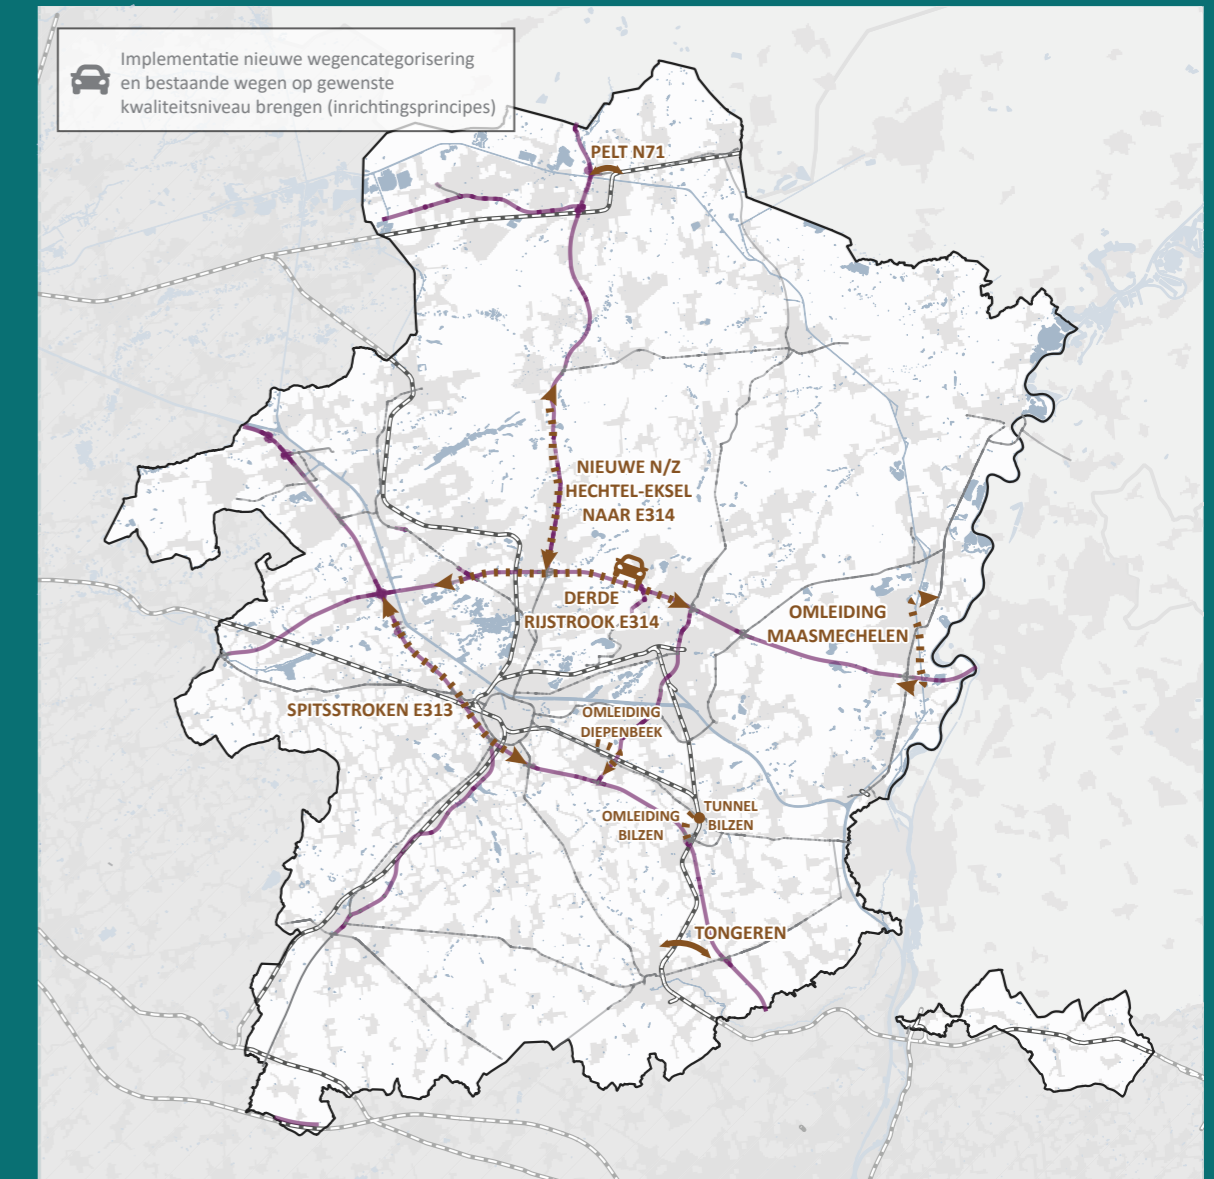 Implementatie nieuwe wegencategorisering
en bestaande wegen op gewenste
kwaliteitsniveau brengen (inrichtingsprincipes)
PELT N71
NIEUWE N/Z
HECHTEL-EKSEL
NAAR E314
DERDE
RIJSTROOK E314
OMLEIDING
MAASMECHELEN
SPITSSTROKEN E313
OMLEIDING
DIEPENBEEK
TUNNEL
BILZEN
OMLEIDING
BILZEN
TONGEREN